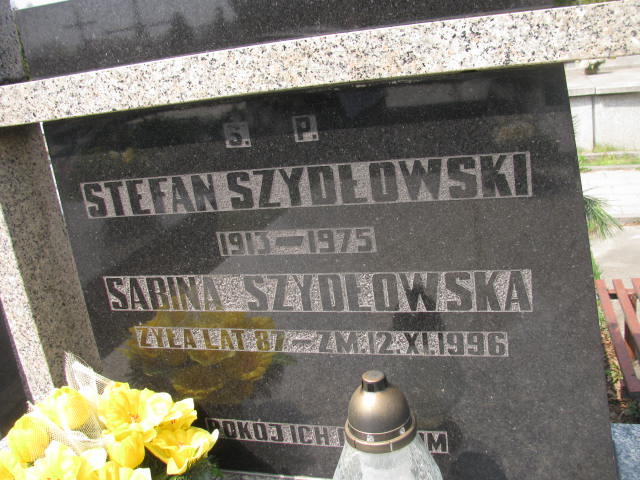 Ś. P.
STEFAN SZYDŁOWSKI
1913 — 1975
SABINA SZYDŁOWSKA
ŻYŁA LAT 87 — ZM. 12.XI.1996
POKÓJ ICH